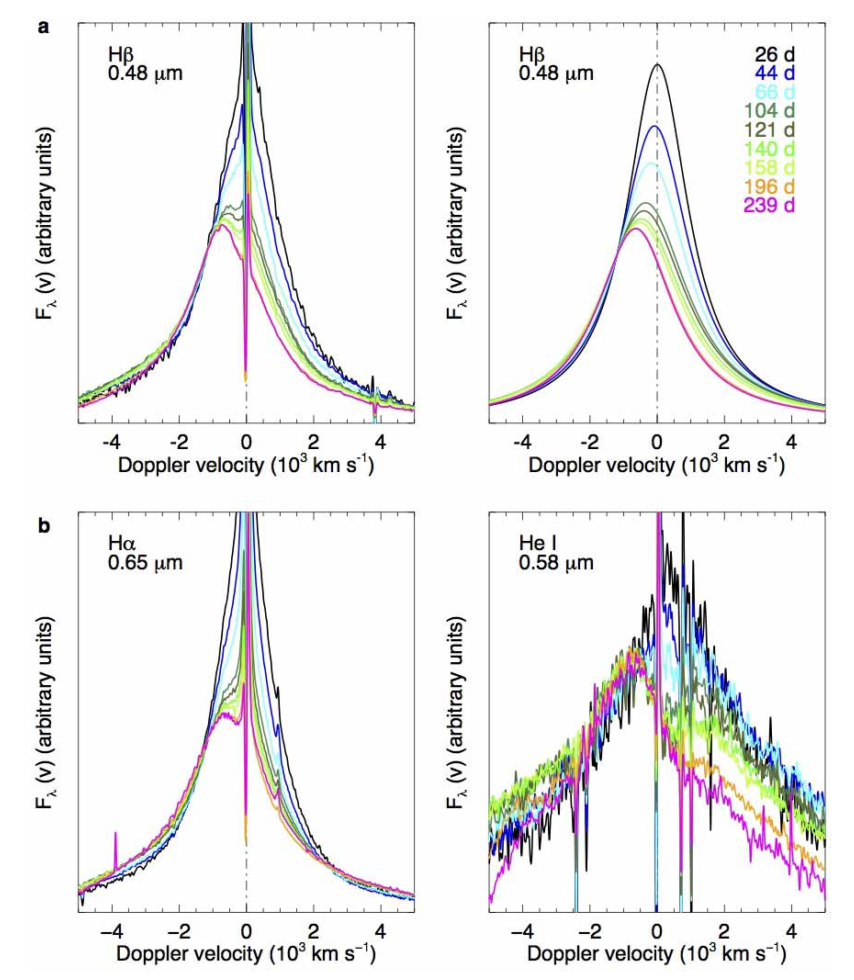 a
Hβ
0.48 μm
F_λ (v) (arbitrary units)
-4 -2 0 2 4
Doppler velocity (10³ km s⁻¹)
Hβ
0.48 μm
26 d
44 d
66 d
104 d
121 d
140 d
158 d
196 d
239 d
F_λ (v) (arbitrary units)
-4 -2 0 2 4
Doppler velocity (10³ km s⁻¹)
b
Hα
0.65 μm
F_λ (v) (arbitrary units)
−4 −2 0 2 4
Doppler velocity (10³ km s⁻¹)
He I
0.58 μm
F_λ (v) (arbitrary units)
−4 −2 0 2 4
Doppler velocity (10³ km s⁻¹)